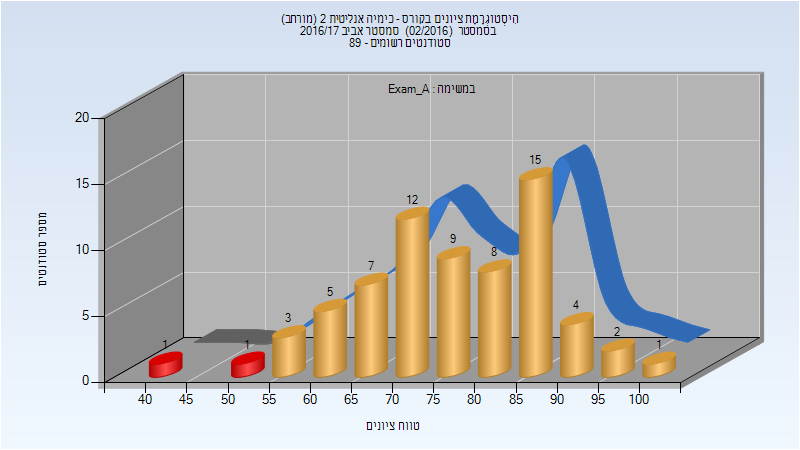 הִיסְטוגְרָמַת ציונים בקורס - כימיה אנליטית 2 (מורחב)
בסמסטר (02/2016) סמסטר אביב 2016/17
סטודנטים רשומים - 89
במשימה : Exam_A
מספר סטודנטים
20
15
10
5
0
1
1
3
5
7
12
9
8
15
4
2
1
40 45 50 55 60 65 70 75 80 85 90 95 100
טווח ציונים